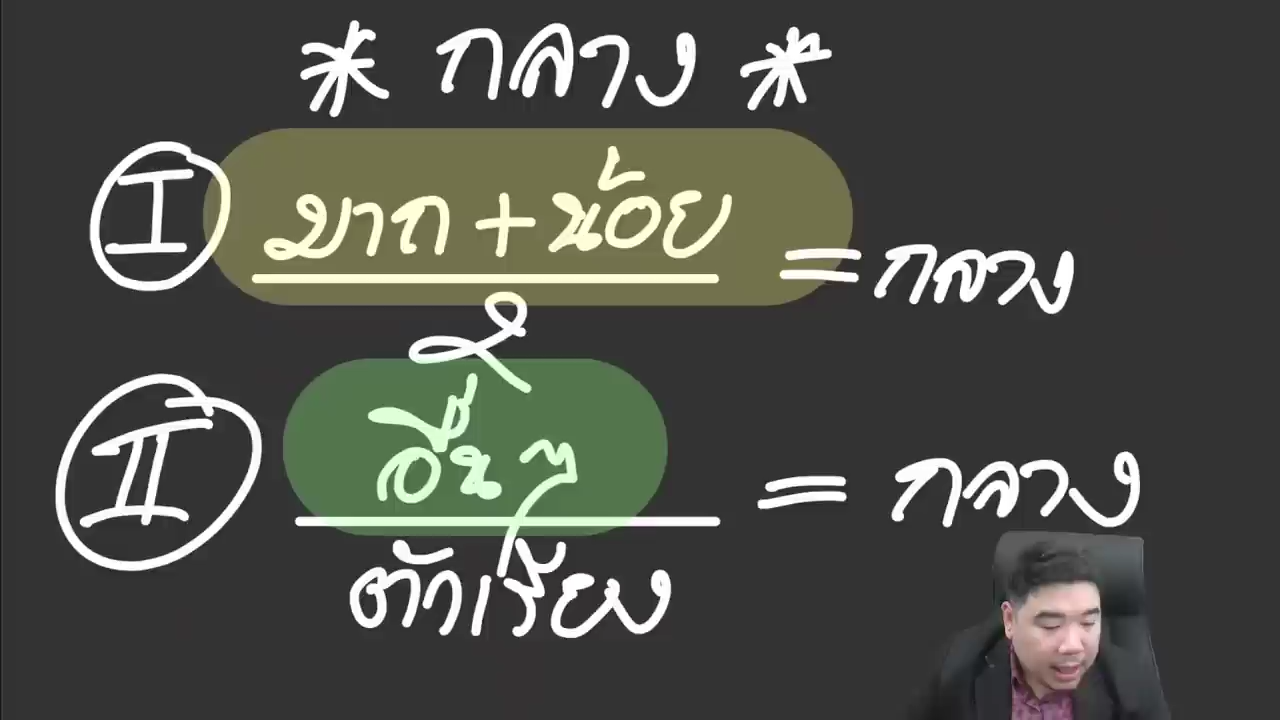 * กลาง *
I มาก + น้อย = กลาง
2
II อื่น ๆ = กลาง
ตัวเรียง